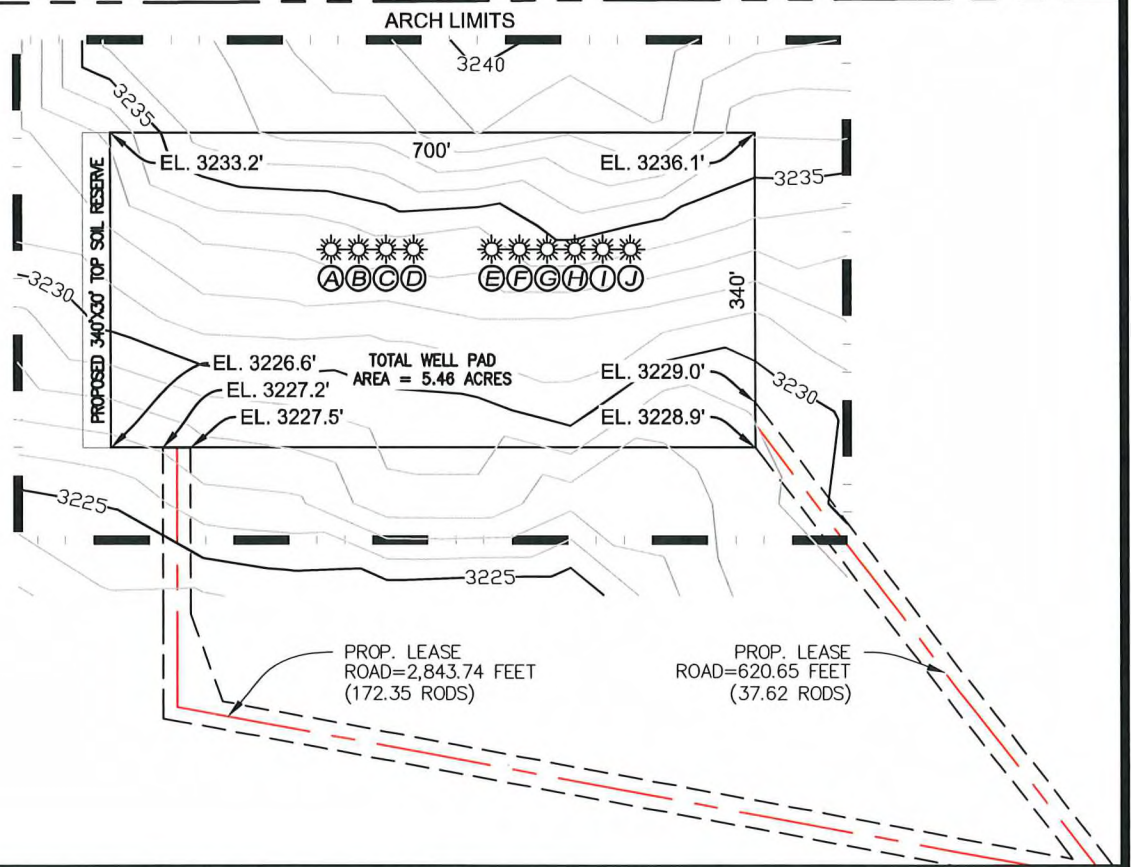 ARCH LIMITS
3240
3235
EL. 3233.2'
700'
EL. 3236.1'
3235
PROPOSED 340'X30' TOP SOIL RESERVE
A B C D
E F G H I J
340'
3230
EL. 3226.6'
TOTAL WELL PAD
AREA = 5.46 ACRES
EL. 3229.0'
3230
EL. 3227.2'
EL. 3227.5'
EL. 3228.9'
3225
3225
PROP. LEASE
ROAD=2,843.74 FEET
(172.35 RODS)
PROP. LEASE
ROAD=620.65 FEET
(37.62 RODS)